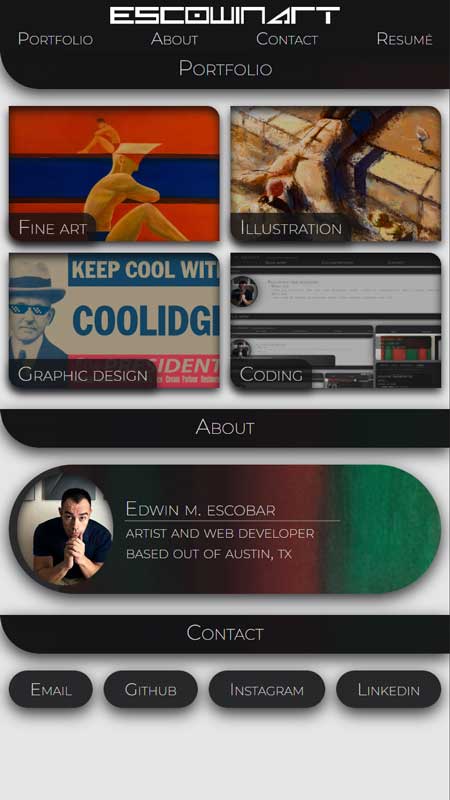 ESCOWINART
Portfolio About Contact Resumé
Portfolio
Fine art
Illustration
KEEP COOL WITH
COOLIDG
PRESIDENT
Graphic design
Coding
About
Edwin M. escobar
artist and web developer
based out of austin, tx
Contact
Email Github Instagram Linkedin